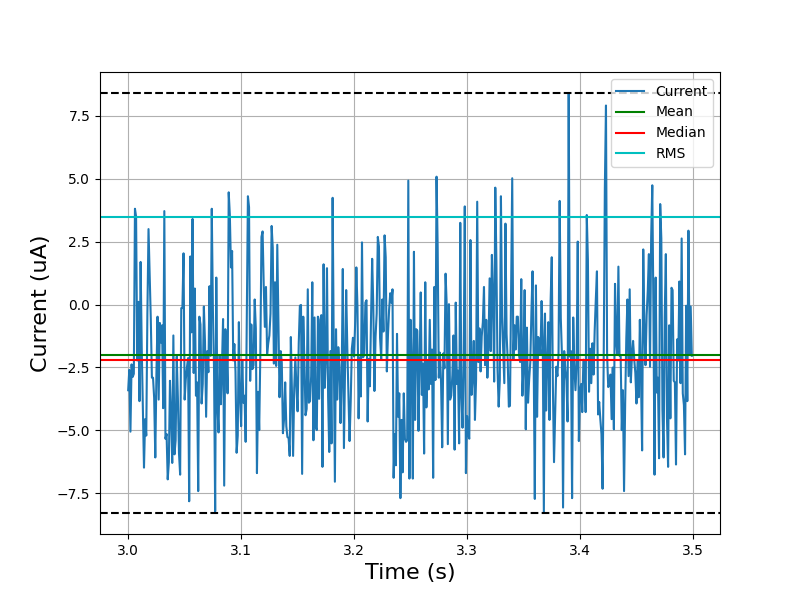 Current
Mean
Median
RMS
7.5
5.0
2.5
0.0
−2.5
−5.0
−7.5
Current (uA)
3.0 3.1 3.2 3.3 3.4 3.5
Time (s)